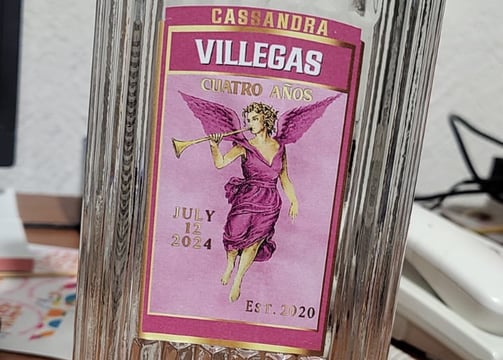 CASSANDRA
VILLEGAS
CUATRO AÑOS
JULY
12
2024
EST. 2020